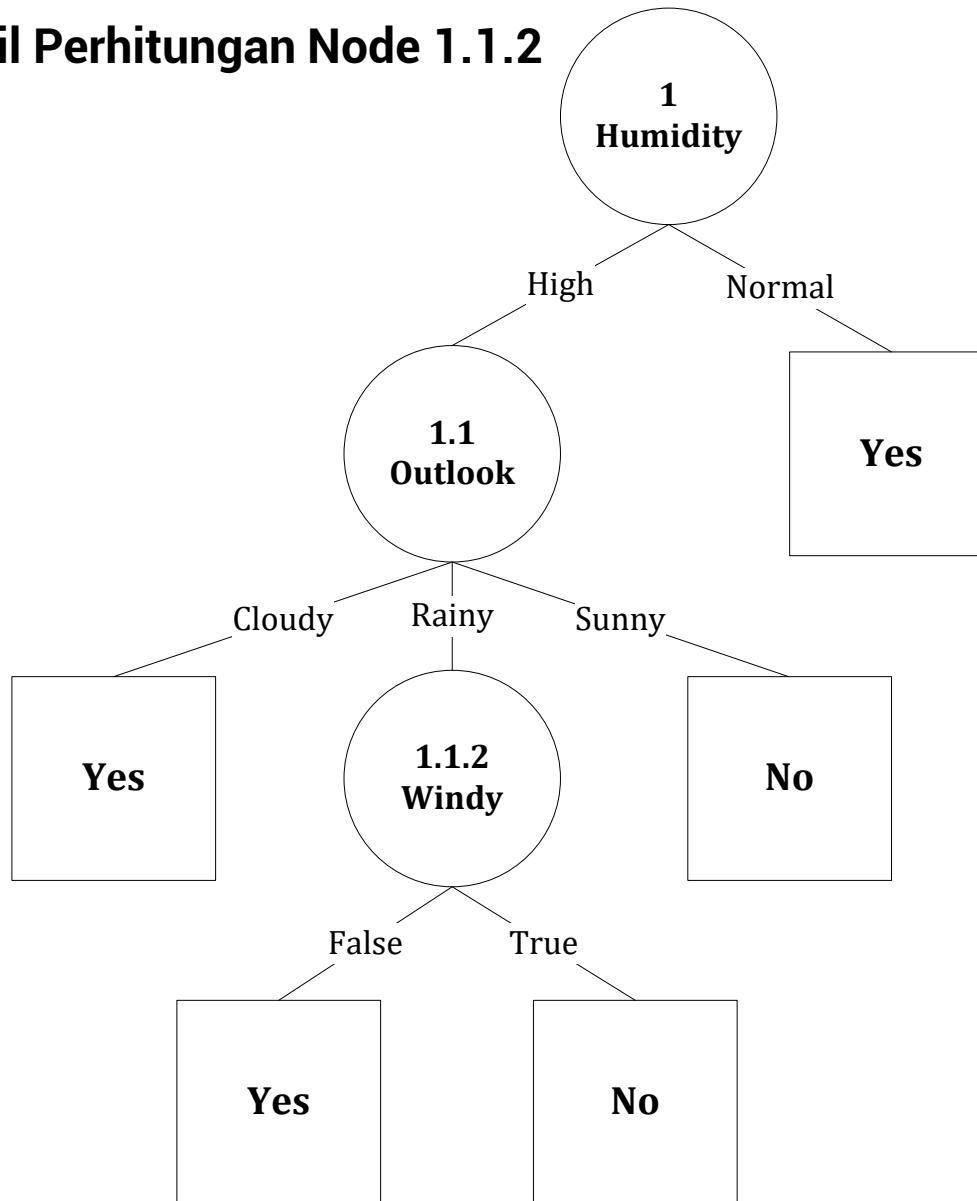 il Perhitungan Node 1.1.2
1
Humidity
High
Normal
1.1
Outlook
Yes
Cloudy
Rainy
Sunny
Yes
1.1.2
Windy
No
False
True
Yes
No